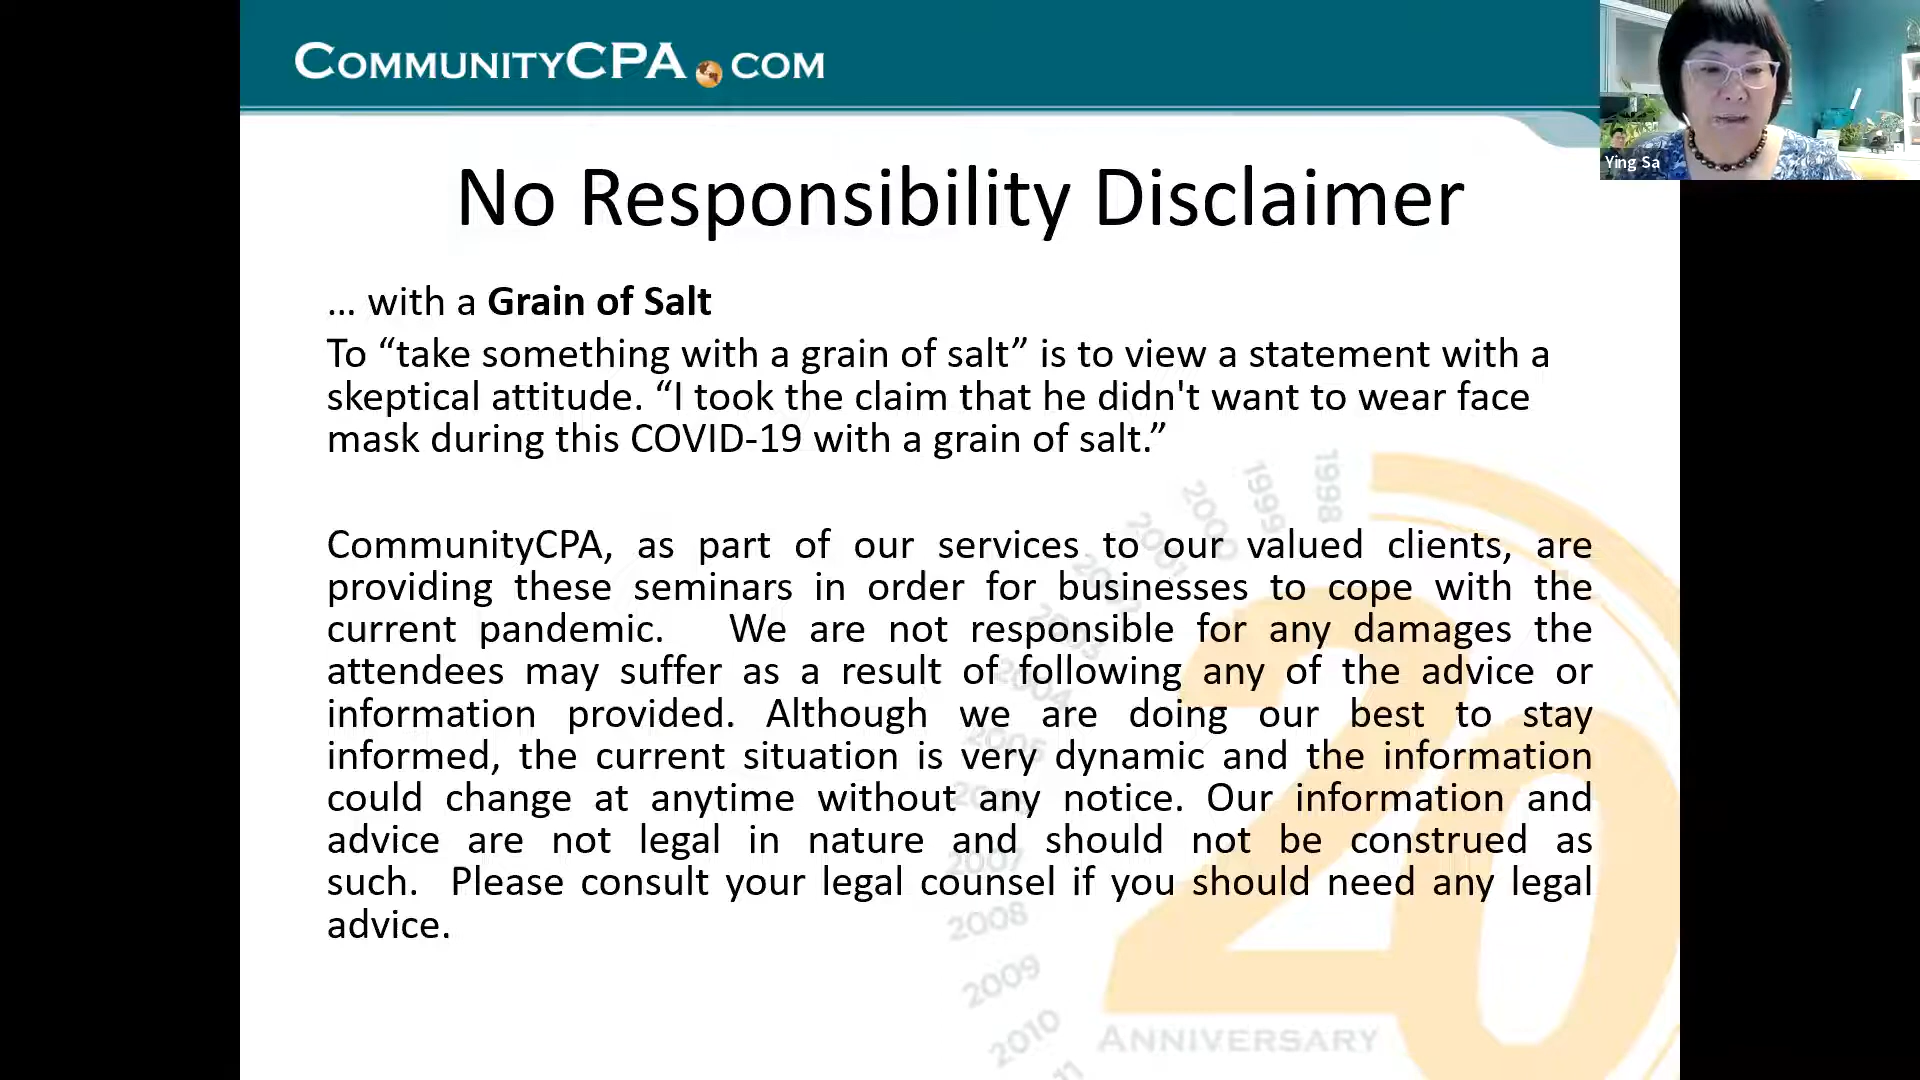 COMMUNITYCPA.COM
Ying Sa
No Responsibility Disclaimer
... with a Grain of Salt
To “take something with a grain of salt” is to view a statement with a
skeptical attitude. “I took the claim that he didn't want to wear face
mask during this COVID-19 with a grain of salt.”
CommunityCPA, as part of our services to our valued clients, are
providing these seminars in order for businesses to cope with the
current pandemic. We are not responsible for any damages the
attendees may suffer as a result of following any of the advice or
information provided. Although we are doing our best to stay
informed, the current situation is very dynamic and the information
could change at anytime without any notice. Our information and
advice are not legal in nature and should not be construed as
such. Please consult your legal counsel if you should need any legal
advice.
1998
1999
2000
2001
2003
2004
2005
2007
2008
2009
2010
20
ANNIVERSARY